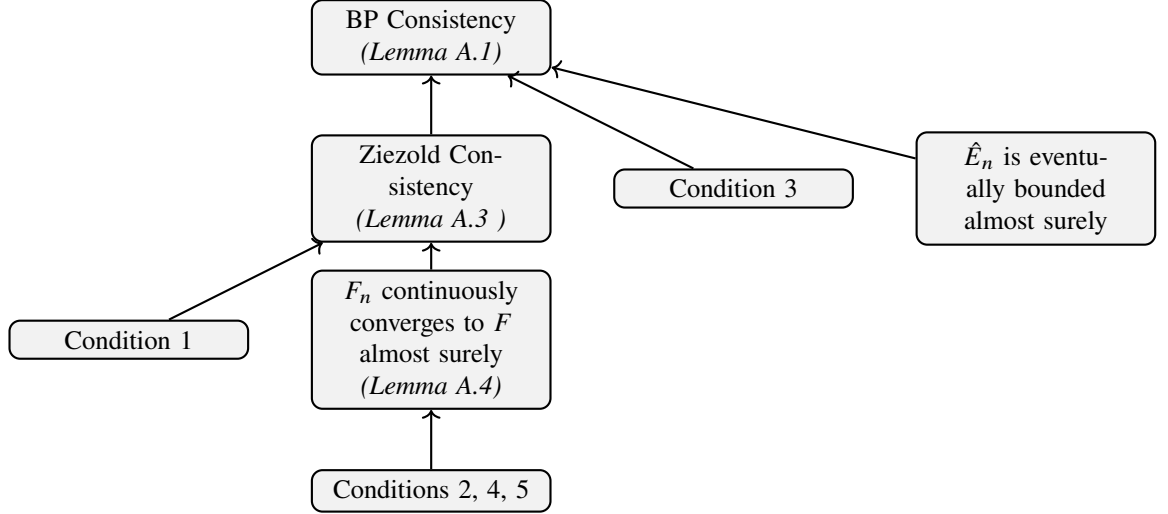 BP Consistency
(Lemma A.1)
Ziezold Con-
sistency
(Lemma A.3 )
Condition 3
Ê_n is eventu-
ally bounded
almost surely
Condition 1
F_n continuously
converges to F
almost surely
(Lemma A.4)
Conditions 2, 4, 5